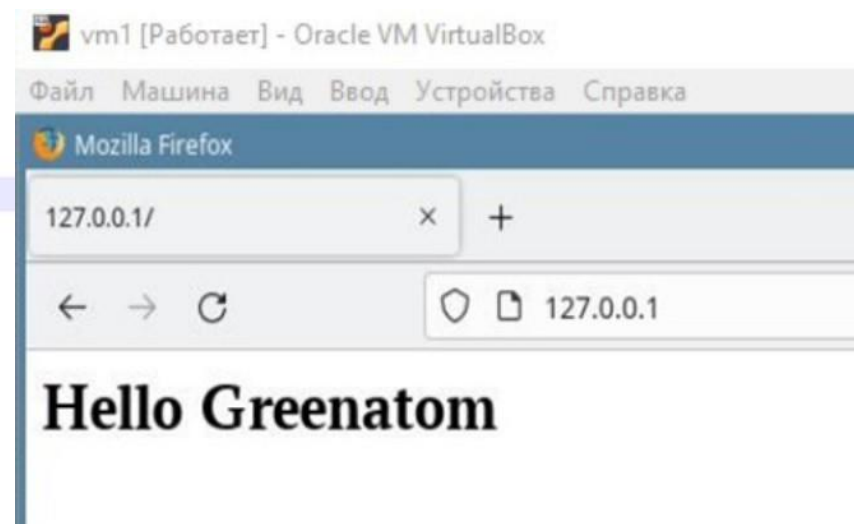 vm1 [Работает] - Oracle VM VirtualBox
Файл Машина Вид Ввод Устройства Справка
Mozilla Firefox
127.0.0.1/
127.0.0.1
Hello Greenatom